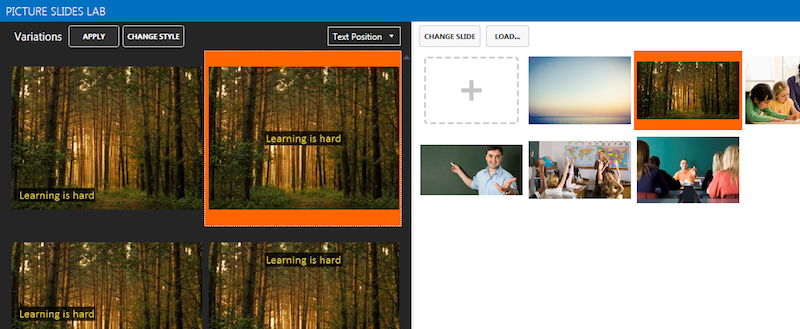 PICTURE SLIDES LAB
Variations
APPLY
CHANGE STYLE
Text Position
CHANGE SLIDE
LOAD...
Learning is hard
Learning is hard
Learning is hard
Learning is hard